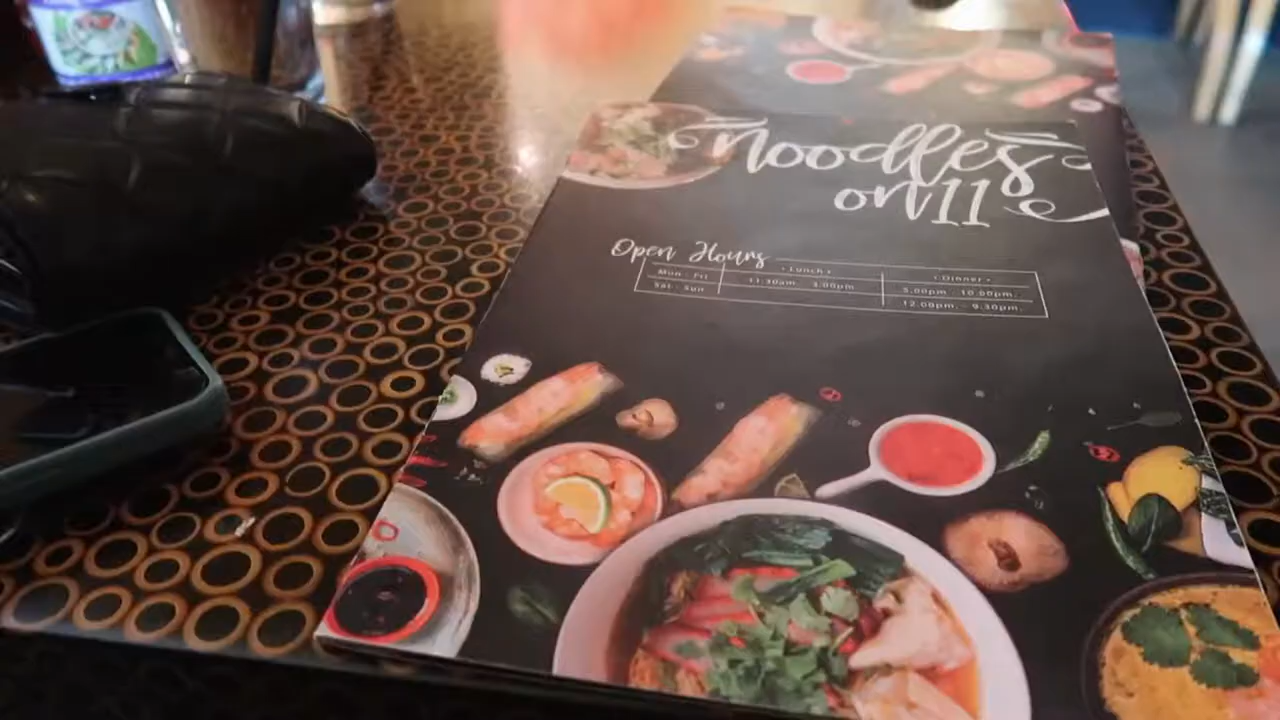 noodles
on 11
Open Hours
• Lunch • • Dinner •
Mon - Fri 11.30am - 3.00pm 5.00pm - 10.00pm.
Sat - Sun 12.00pm. - 9.30pm.